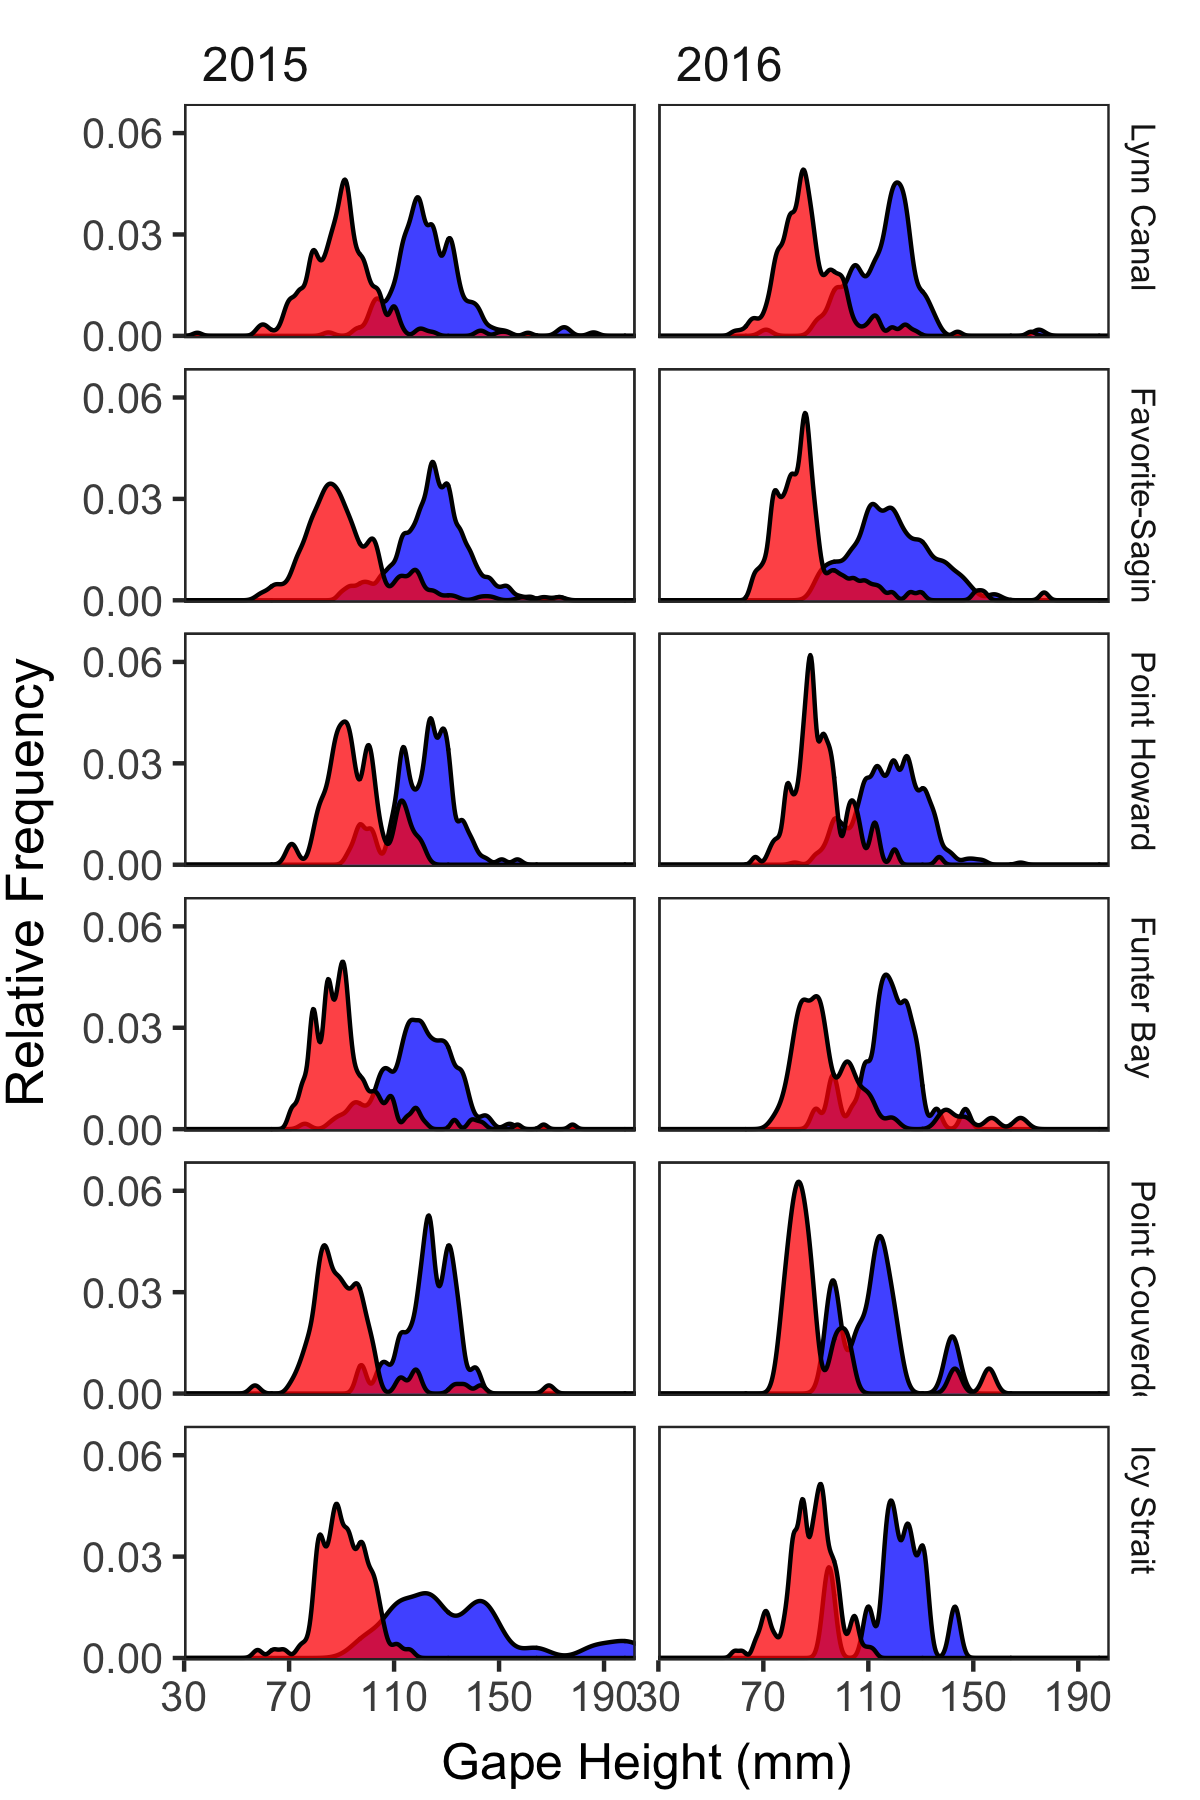 2015 2016
0.06
0.03
0.00
Lynn Canal
0.06
0.03
0.00
Favorite-Sagin
0.06
0.03
0.00
Point Howard
0.06
0.03
0.00
Funter Bay
0.06
0.03
0.00
Point Couverde
0.06
0.03
0.00
Icy Strait
Relative Frequency
30 70 110 150 190 30 70 110 150 190
Gape Height (mm)